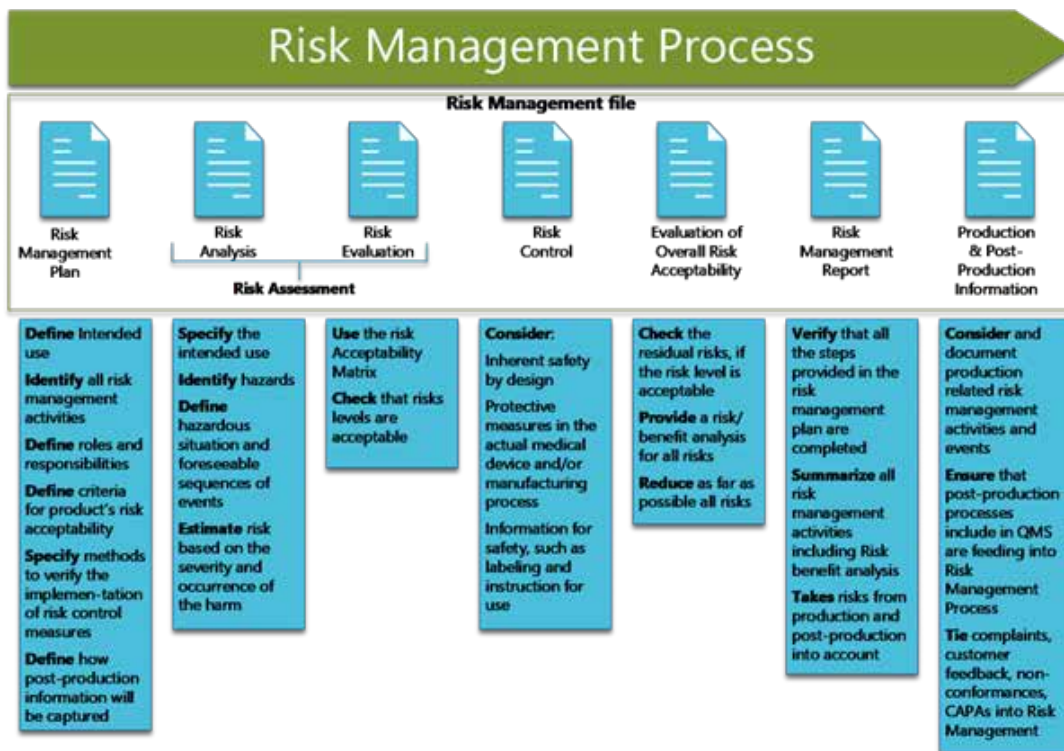 Risk Management Process
Risk Management file
Risk
Management
Plan
Risk
Analysis
Risk
Evaluation
Risk Assessment
Risk
Control
Evaluation of
Overall Risk
Acceptability
Risk
Management
Report
Production
& Post-
Production
Information
Define Intended
use
Identify all risk
management
activities
Define roles and
responsibilities
Define criteria
for product's risk
acceptability
Specify methods
to verify the
implemen-tation
of risk control
measures
Define how
post-production
information will
be captured
Specify the
intended use
Identify hazards
Define
hazardous
situation and
foreseeable
sequences of
events
Estimate risk
based on the
severity and
occurrence of
the harm
Use the risk
Acceptability
Matrix
Check that risks
levels are
acceptable
Consider:
Inherent safety
by design
Protective
measures in the
actual medical
device and/or
manufacturing
process
Information for
safety, such as
labeling and
instruction for
use
Check the
residual risks, if
the risk level is
acceptable
Provide a risk/
benefit analysis
for all risks
Reduce as far as
possible all risks
Verify that all
the steps
provided in the
risk
management
plan are
completed
Summarize all
risk
management
activities
including Risk
benefit analysis
Takes risks from
production and
post-production
into account
Consider and
document
production
related risk
management
activities and
events
Ensure that
post-production
processes
include in QMS
are feeding into
Risk
Management
Process
Tie complaints,
customer
feedback, non-
conformances,
CAPAs into Risk
Management